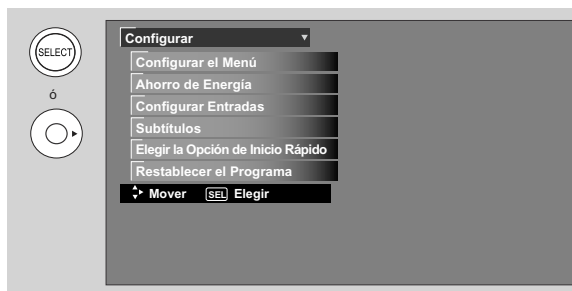 SELECT
ó
Configurar
Configurar el Menú
Ahorro de Energía
Configurar Entradas
Subtítulos
Elegir la Opción de Inicio Rápido
Restablecer el Programa
Mover SEL Elegir